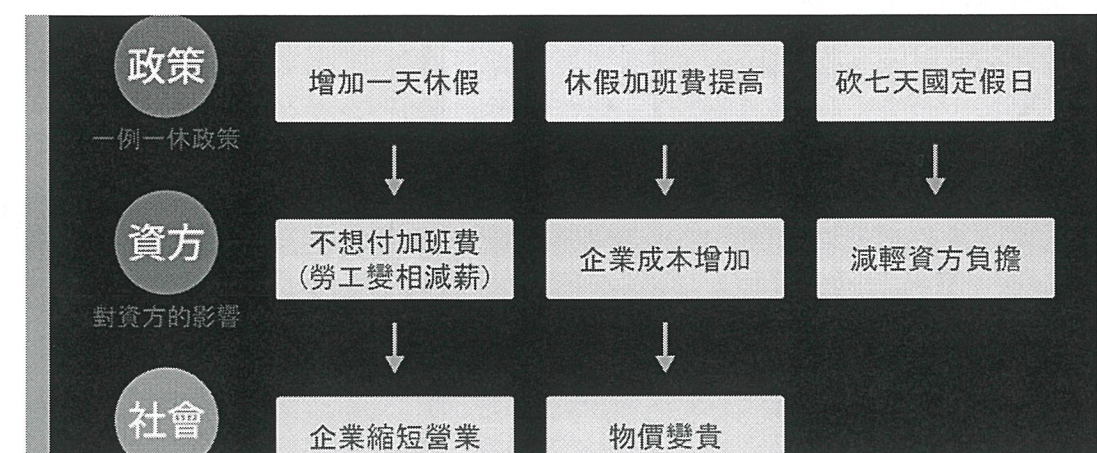 政策
一例一休政策
增加一天休假
休假加班費提高
砍七天國定假日
資方
對資方的影響
不想付加班費
(勞工變相減薪)
企業成本增加
減輕資方負擔
社會
企業縮短營業
物價變貴